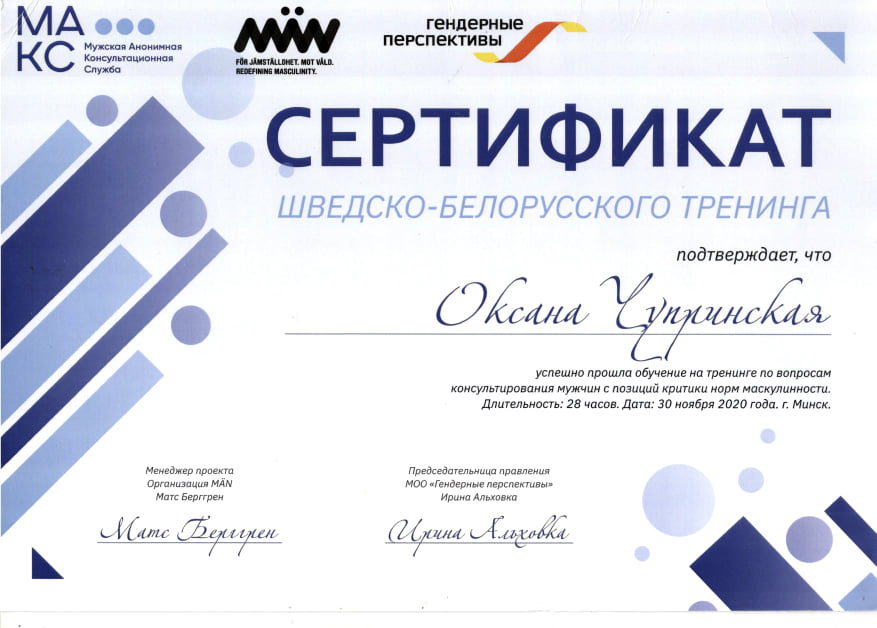 МА
КС
Мужская Анонимная
Консультационная
Служба
MÄN
FÖR JÄMSTÄLLDHET. MOT VÅLD.
REDEFINING MASCULINITY.
гендерные
перспективы
СЕРТИФИКАТ
ШВЕДСКО-БЕЛОРУССКОГО ТРЕНИНГА
подтверждает, что
Оксана Чупринская
успешно прошла обучение на тренинге по вопросам
консультирования мужчин с позиций критики норм маскулинности.
Длительность: 28 часов. Дата: 30 ноября 2020 года. г. Минск.
Менеджер проекта
Организация MÄN
Матс Берггрен
Матс Берггрен
Председательница правления
МОО «Гендерные перспективы»
Ирина Альховка
Ирина Альховка